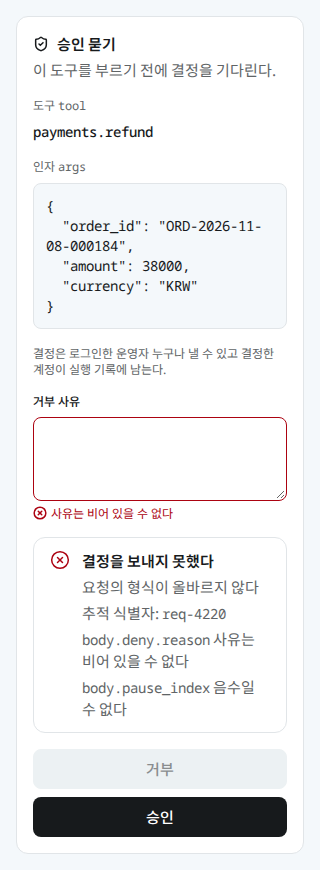 승인 묻기
이 도구를 부르기 전에 결정을 기다린다.
도구 tool
payments.refund
인자 args
{
  "order_id": "ORD-2026-11-
08-000184",
  "amount": 38000,
  "currency": "KRW"
}
결정은 로그인한 운영자 누구나 낼 수 있고 결정한
계정이 실행 기록에 남는다.
거부 사유
사유는 비어 있을 수 없다
결정을 보내지 못했다
요청의 형식이 올바르지 않다
추적 식별자: req-4220
body.deny.reason 사유는
비어 있을 수 없다
body.pause_index 음수일
수 없다
거부
승인